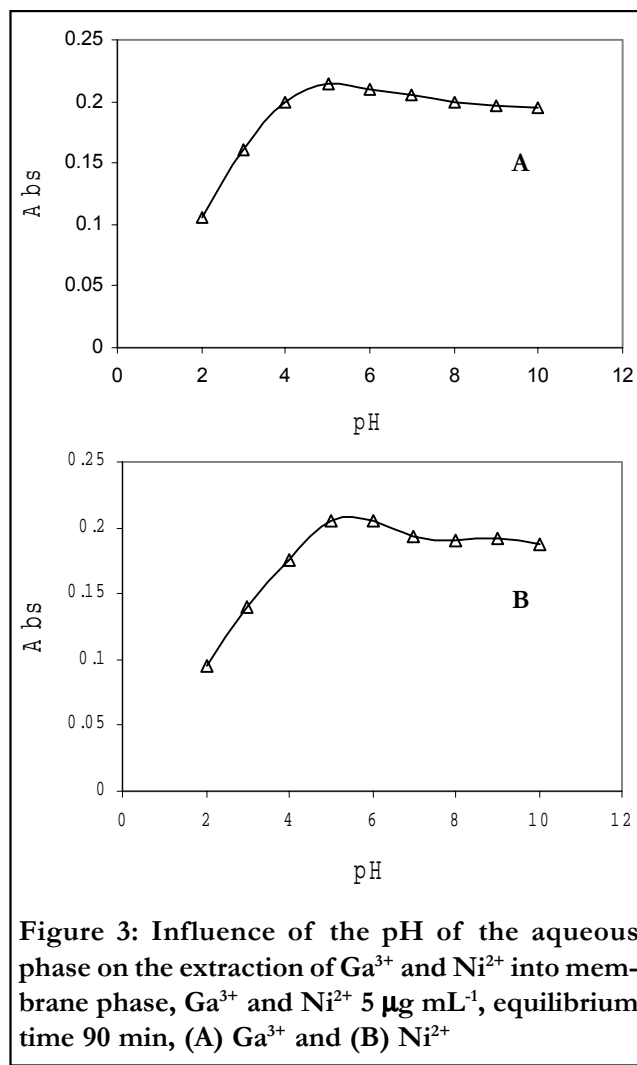 0.25
0.2
0.15
0.1
0.05
0
Abs
A
0 2 4 6 8 10 12
pH
0.25
0.2
0.15
0.1
0.05
0
Abs
B
0 2 4 6 8 10 12
pH
Figure 3: Influence of the pH of the aqueous
phase on the extraction of Ga³⁺ and Ni²⁺ into mem-
brane phase, Ga³⁺ and Ni²⁺ 5 μg mL⁻¹, equilibrium
time 90 min, (A) Ga³⁺ and (B) Ni²⁺